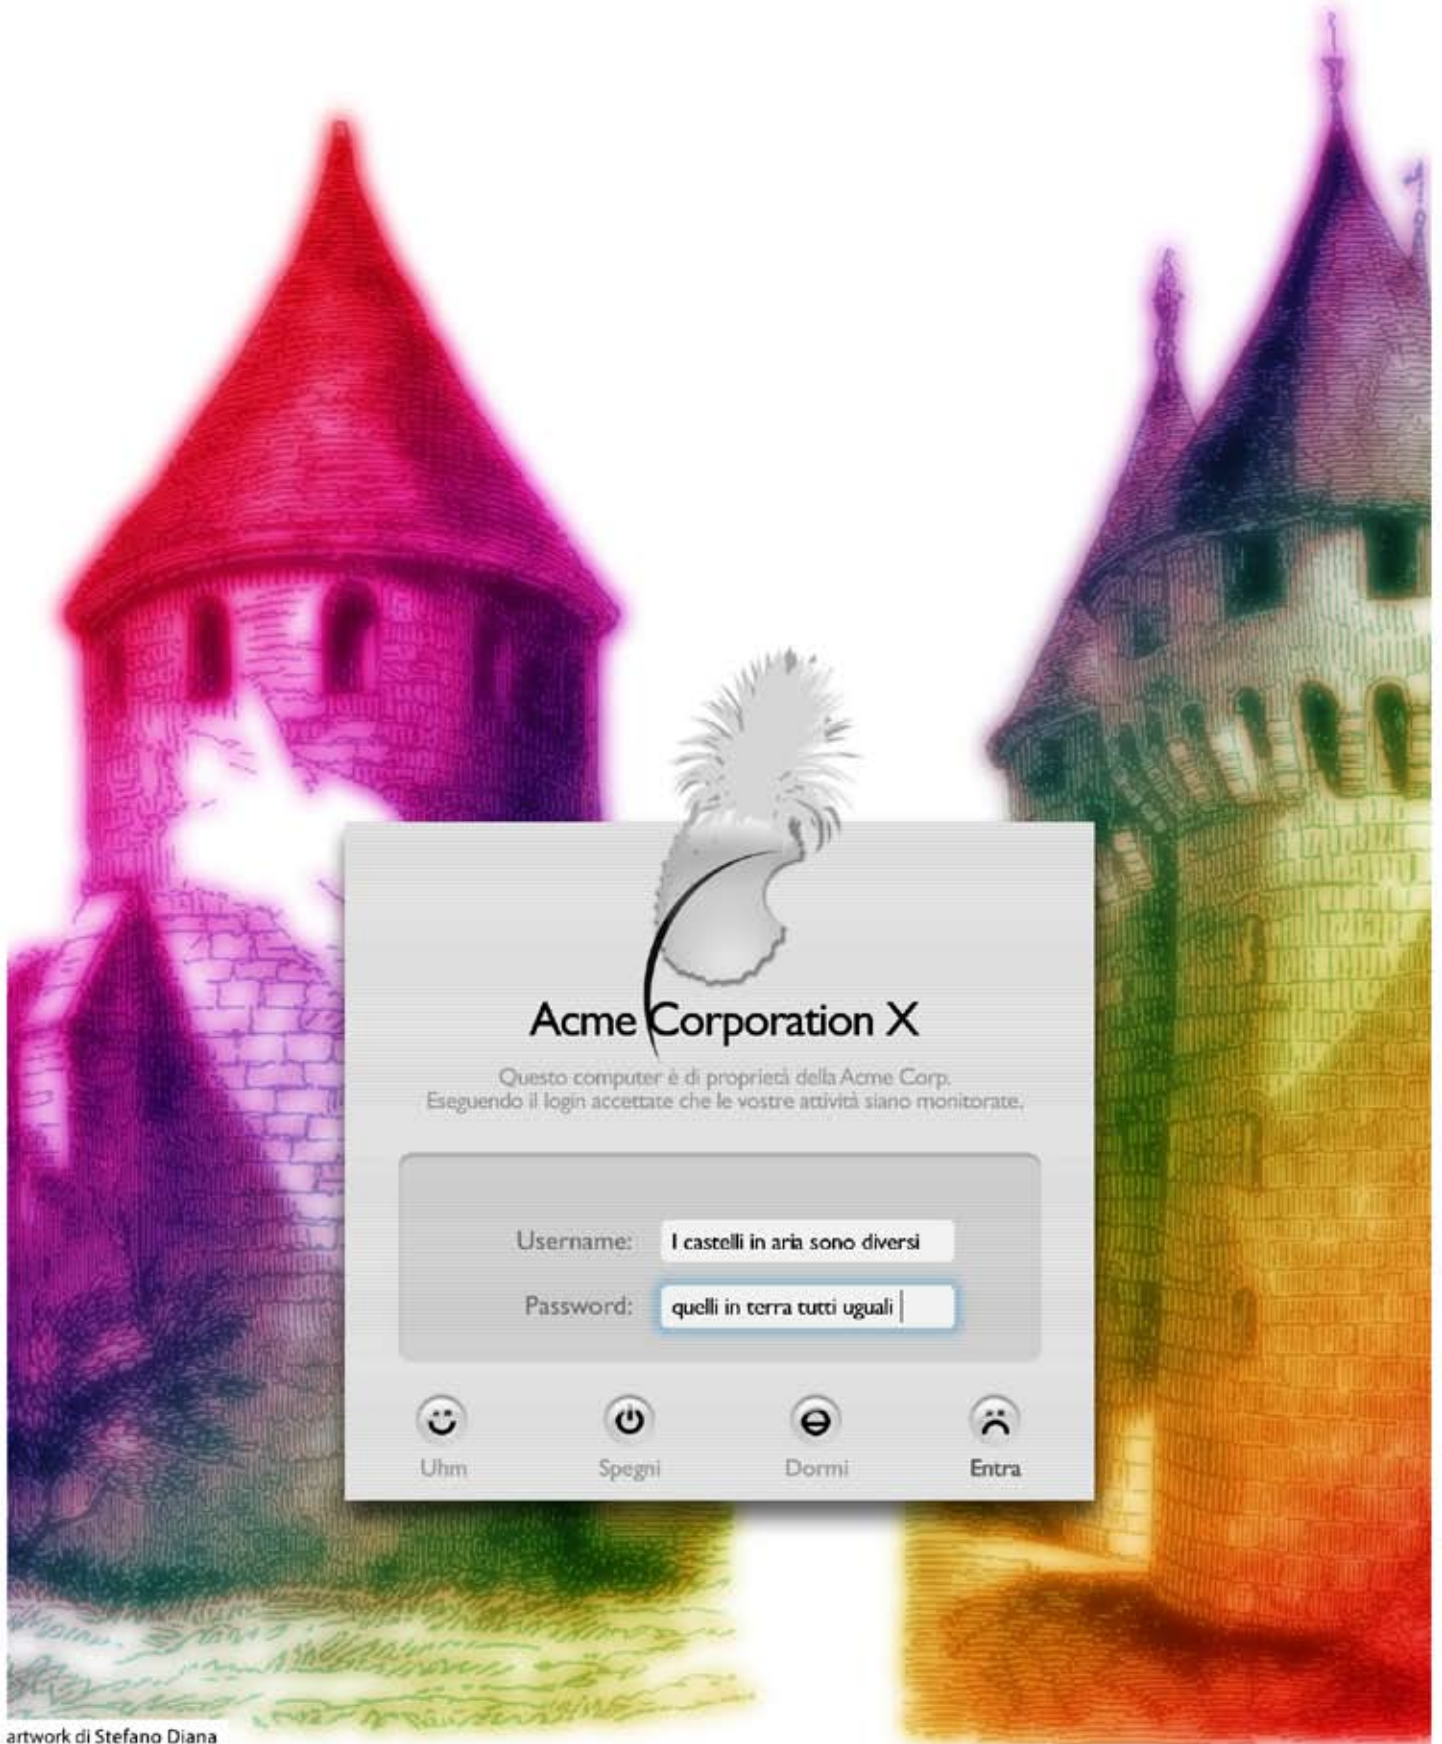 Acme Corporation X
Questo computer è di proprietà della Acme Corp.
Eseguendo il login accettate che le vostre attività siano monitorate.
Username: I castelli in aria sono diversi
Password: quelli in terra tutti uguali
Uhm Spegni Dormi Entra
artwork di Stefano Diana